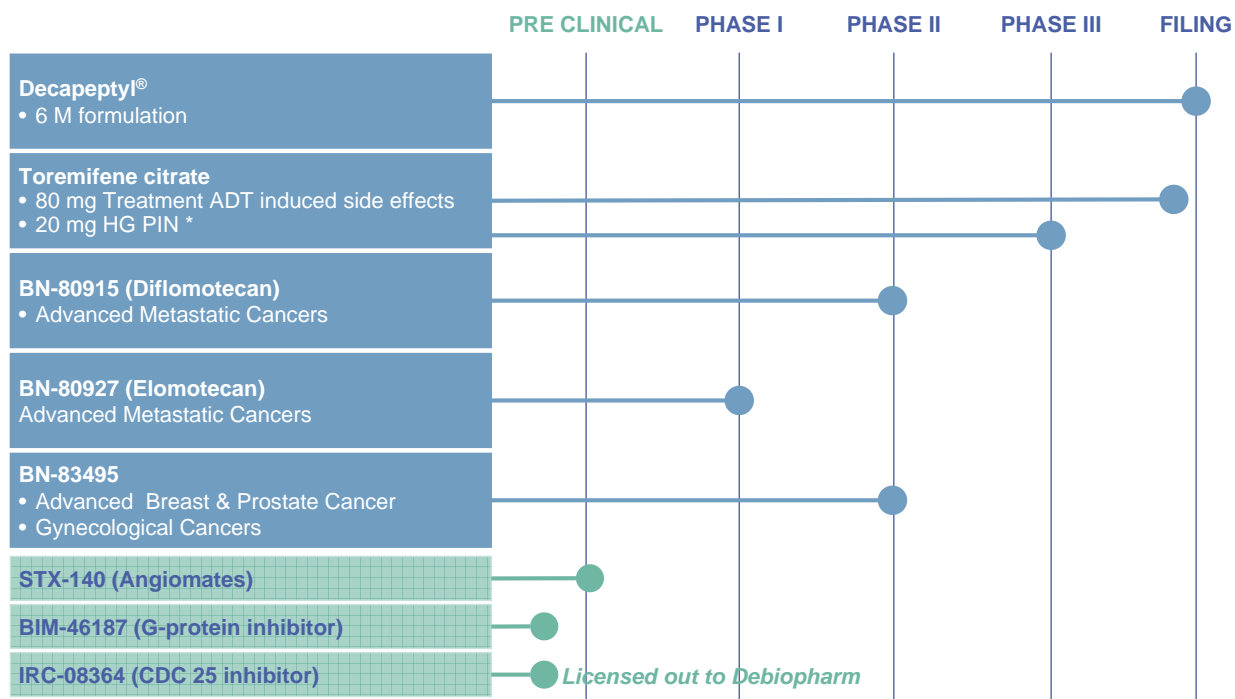 PRE CLINICAL PHASE I PHASE II PHASE III FILING
Decapeptyl®
• 6 M formulation
Toremifene citrate
• 80 mg Treatment ADT induced side effects
• 20 mg HG PIN *
BN-80915 (Diflomotecan)
• Advanced Metastatic Cancers
BN-80927 (Elomotecan)
Advanced Metastatic Cancers
BN-83495
• Advanced Breast & Prostate Cancer
• Gynecological Cancers
STX-140 (Angiomates)
BIM-46187 (G-protein inhibitor)
IRC-08364 (CDC 25 inhibitor) Licensed out to Debiopharm